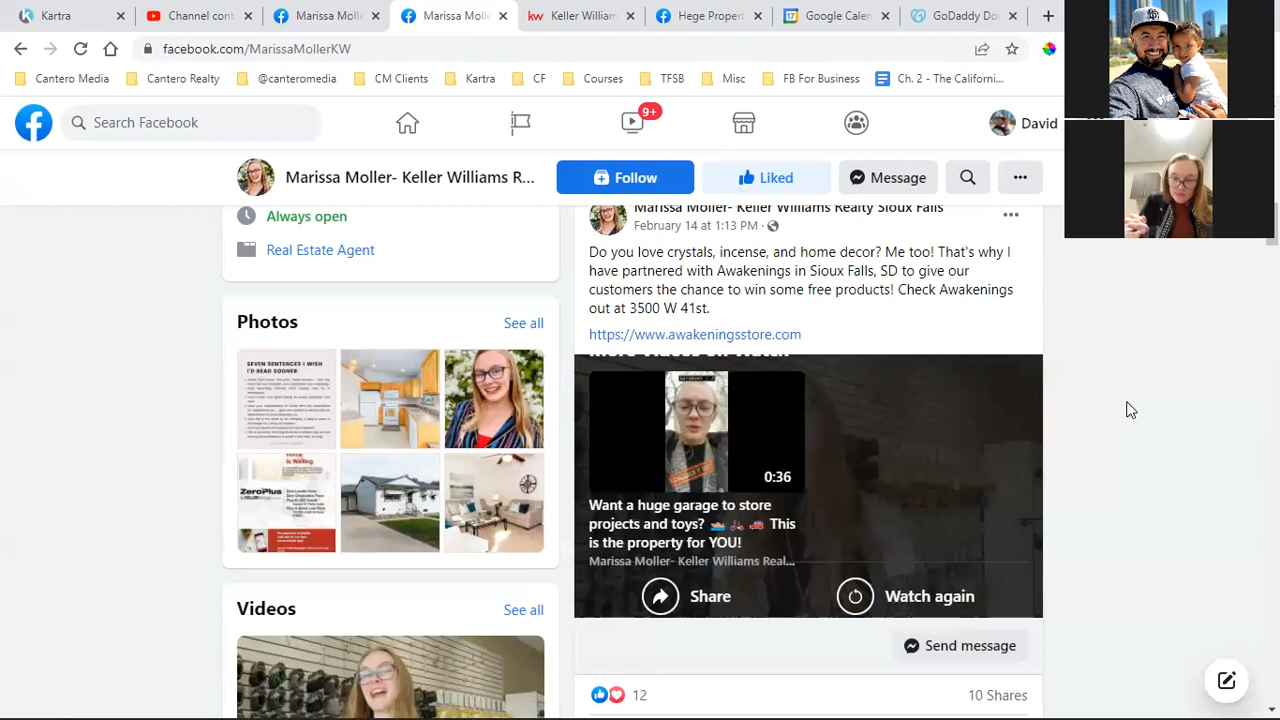 Kartra
Channel cont
Marissa Molle
Marissa Molle
kw Keller William
Hege Propert
Google Calen
GoDaddy Do
facebook.com/MarissaMollerKW
Cantero Media
Cantero Realty
@canteromedia
CM Clients
Kartra
CF
Courses
TFSB
Misc
FB For Business
Ch. 2 - The Californi...
Search Facebook
9+
David
Marissa Moller- Keller Williams R...
Follow
Liked
Message
Always open
Real Estate Agent
Photos
See all
SEVEN SENTENCES I WISH
I'D READ SOONER
ZeroPlus
Videos
See all
Marissa Moller- Keller Williams Realty Sioux Falls
February 14 at 1:13 PM ·
Do you love crystals, incense, and home decor? Me too! That's why I
have partnered with Awakenings in Sioux Falls, SD to give our
customers the chance to win some free products! Check Awakenings
out at 3500 W 41st.
https://www.awakeningsstore.com
0:36
Want a huge garage to store
projects and toys? 🚤 🏍 🚗 This
is the property for YOU!
Marissa Moller- Keller Williams Real...
Share
Watch again
Send message
12
10 Shares